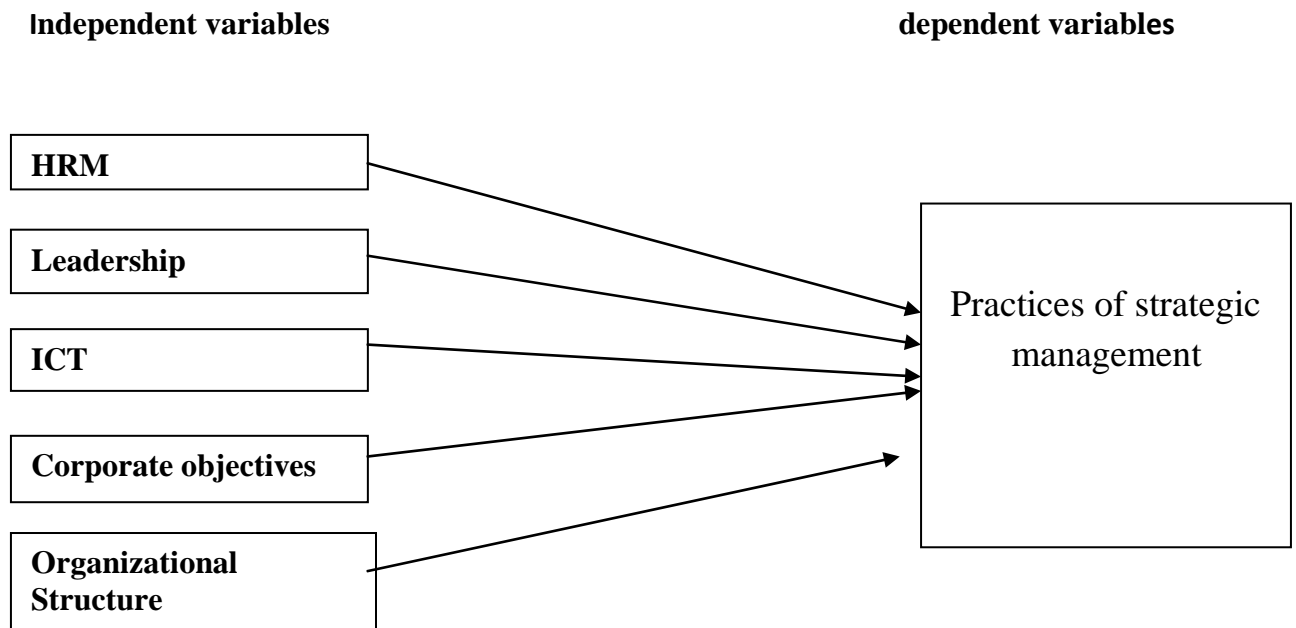 Independent variables
dependent variables
HRM
Leadership
ICT
Corporate objectives
Organizational
Structure
Practices of strategic
management